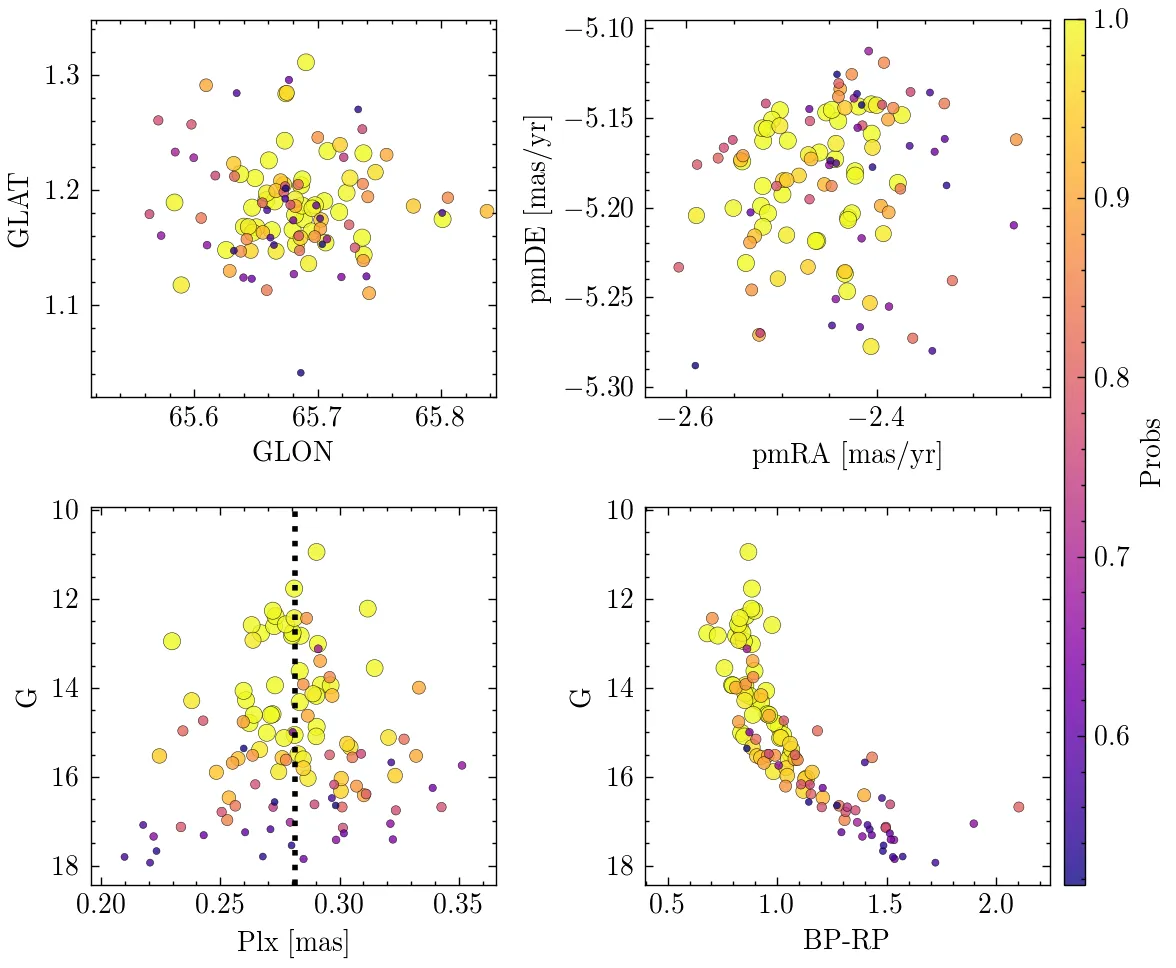 1.3
1.2
1.1
GLAT
65.6 65.7 65.8
GLON
−5.10
−5.15
−5.20
−5.25
−5.30
pmDE [mas/yr]
−2.6 −2.4
pmRA [mas/yr]
10
12
14
16
18
G
0.20 0.25 0.30 0.35
Plx [mas]
10
12
14
16
18
G
0.5 1.0 1.5 2.0
BP-RP
1.0
0.9
0.8
0.7
0.6
Probs